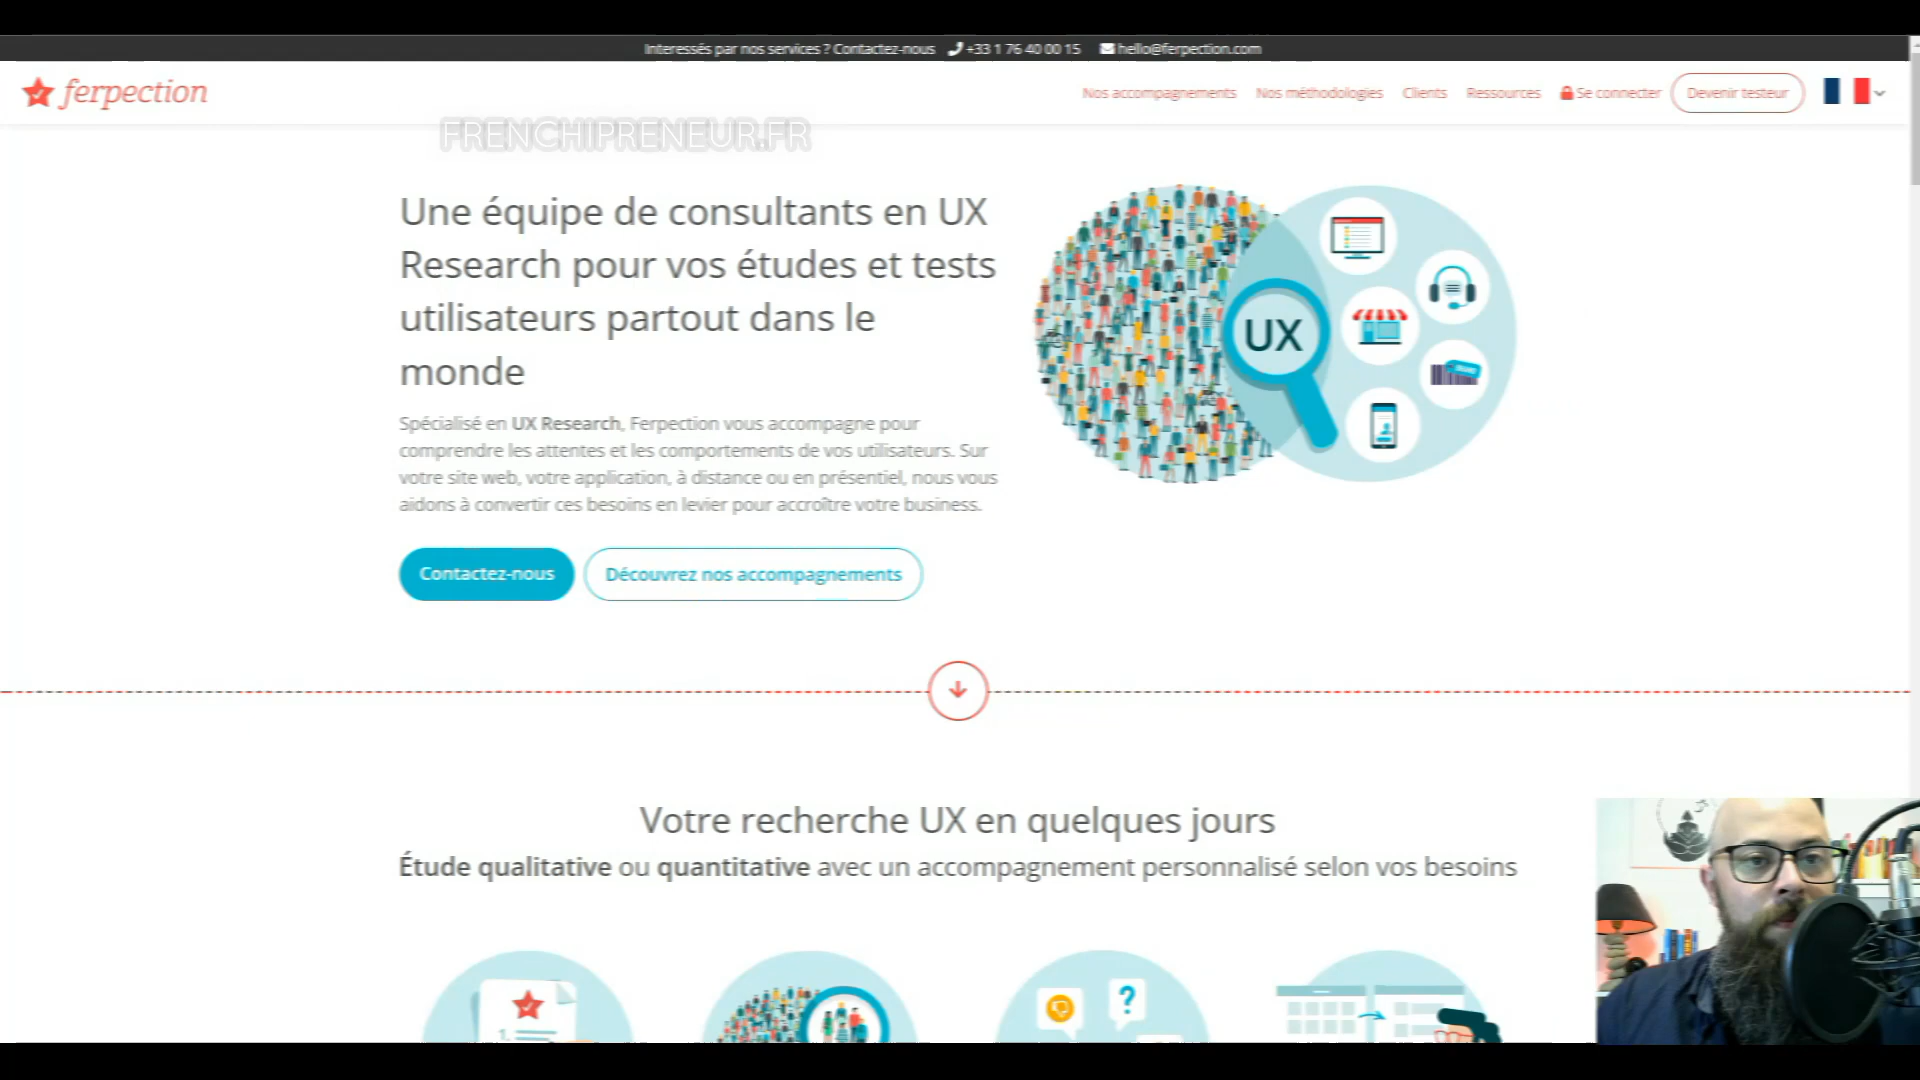 Interessés par nos services ? Contactez-nous +33 1 76 40 00 15 hello@ferpection.com
ferpection
Nos accompagnements Nos méthodologies Clients Ressources Se connecter Devenir testeur
FRENCHIPRENEUR.FR
Une équipe de consultants en UX
Research pour vos études et tests
utilisateurs partout dans le
monde
Spécialisé en UX Research, Ferpection vous accompagne pour
comprendre les attentes et les comportements de vos utilisateurs. Sur
votre site web, votre application, à distance ou en présentiel, nous vous
aidons à convertir ces besoins en levier pour accroître votre business.
Contactez-nous Découvrez nos accompagnements
UX
Votre recherche UX en quelques jours
Étude qualitative ou quantitative avec un accompagnement personnalisé selon vos besoins
?
1.